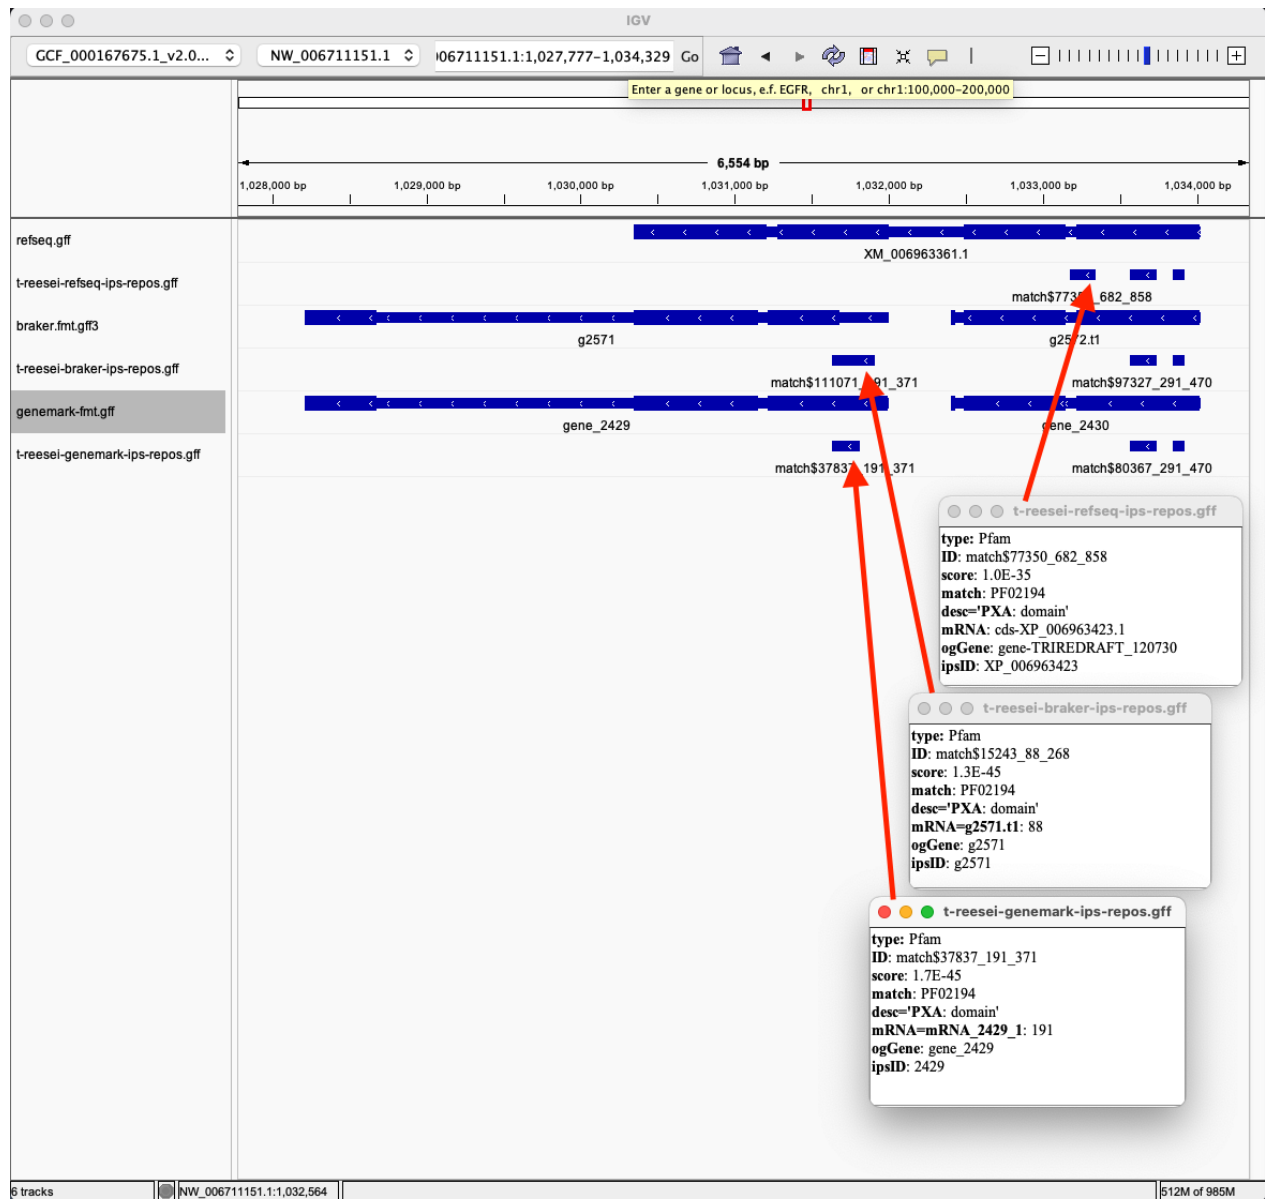 IGV
GCF_000167675.1_v2.0...
NW_006711151.1
)06711151.1:1,027,777-1,034,329
Go
Enter a gene or locus, e.f. EGFR, chr1, or chr1:100,000-200,000
6,554 bp
1,028,000 bp
1,029,000 bp
1,030,000 bp
1,031,000 bp
1,032,000 bp
1,033,000 bp
1,034,000 bp
refseq.gff
XM_006963361.1
t-reesei-refseq-ips-repos.gff
match$77350_682_858
braker.fmt.gff3
g2571
g2572.t1
t-reesei-braker-ips-repos.gff
match$111071_191_371
match$97327_291_470
genemark-fmt.gff
gene_2429
gene_2430
t-reesei-genemark-ips-repos.gff
match$37837_191_371
match$80367_291_470
t-reesei-refseq-ips-repos.gff
type: Pfam
ID: match$77350_682_858
score: 1.0E-35
match: PF02194
desc='PXA: domain'
mRNA: cds-XP_006963423.1
ogGene: gene-TRIREDRAFT_120730
ipsID: XP_006963423
t-reesei-braker-ips-repos.gff
type: Pfam
ID: match$15243_88_268
score: 1.3E-45
match: PF02194
desc='PXA: domain'
mRNA=g2571.t1: 88
ogGene: g2571
ipsID: g2571
t-reesei-genemark-ips-repos.gff
type: Pfam
ID: match$37837_191_371
score: 1.7E-45
match: PF02194
desc='PXA: domain'
mRNA=mRNA_2429_1: 191
ogGene: gene_2429
ipsID: 2429
6 tracks
NW_006711151.1:1,032,564
512M of 985M